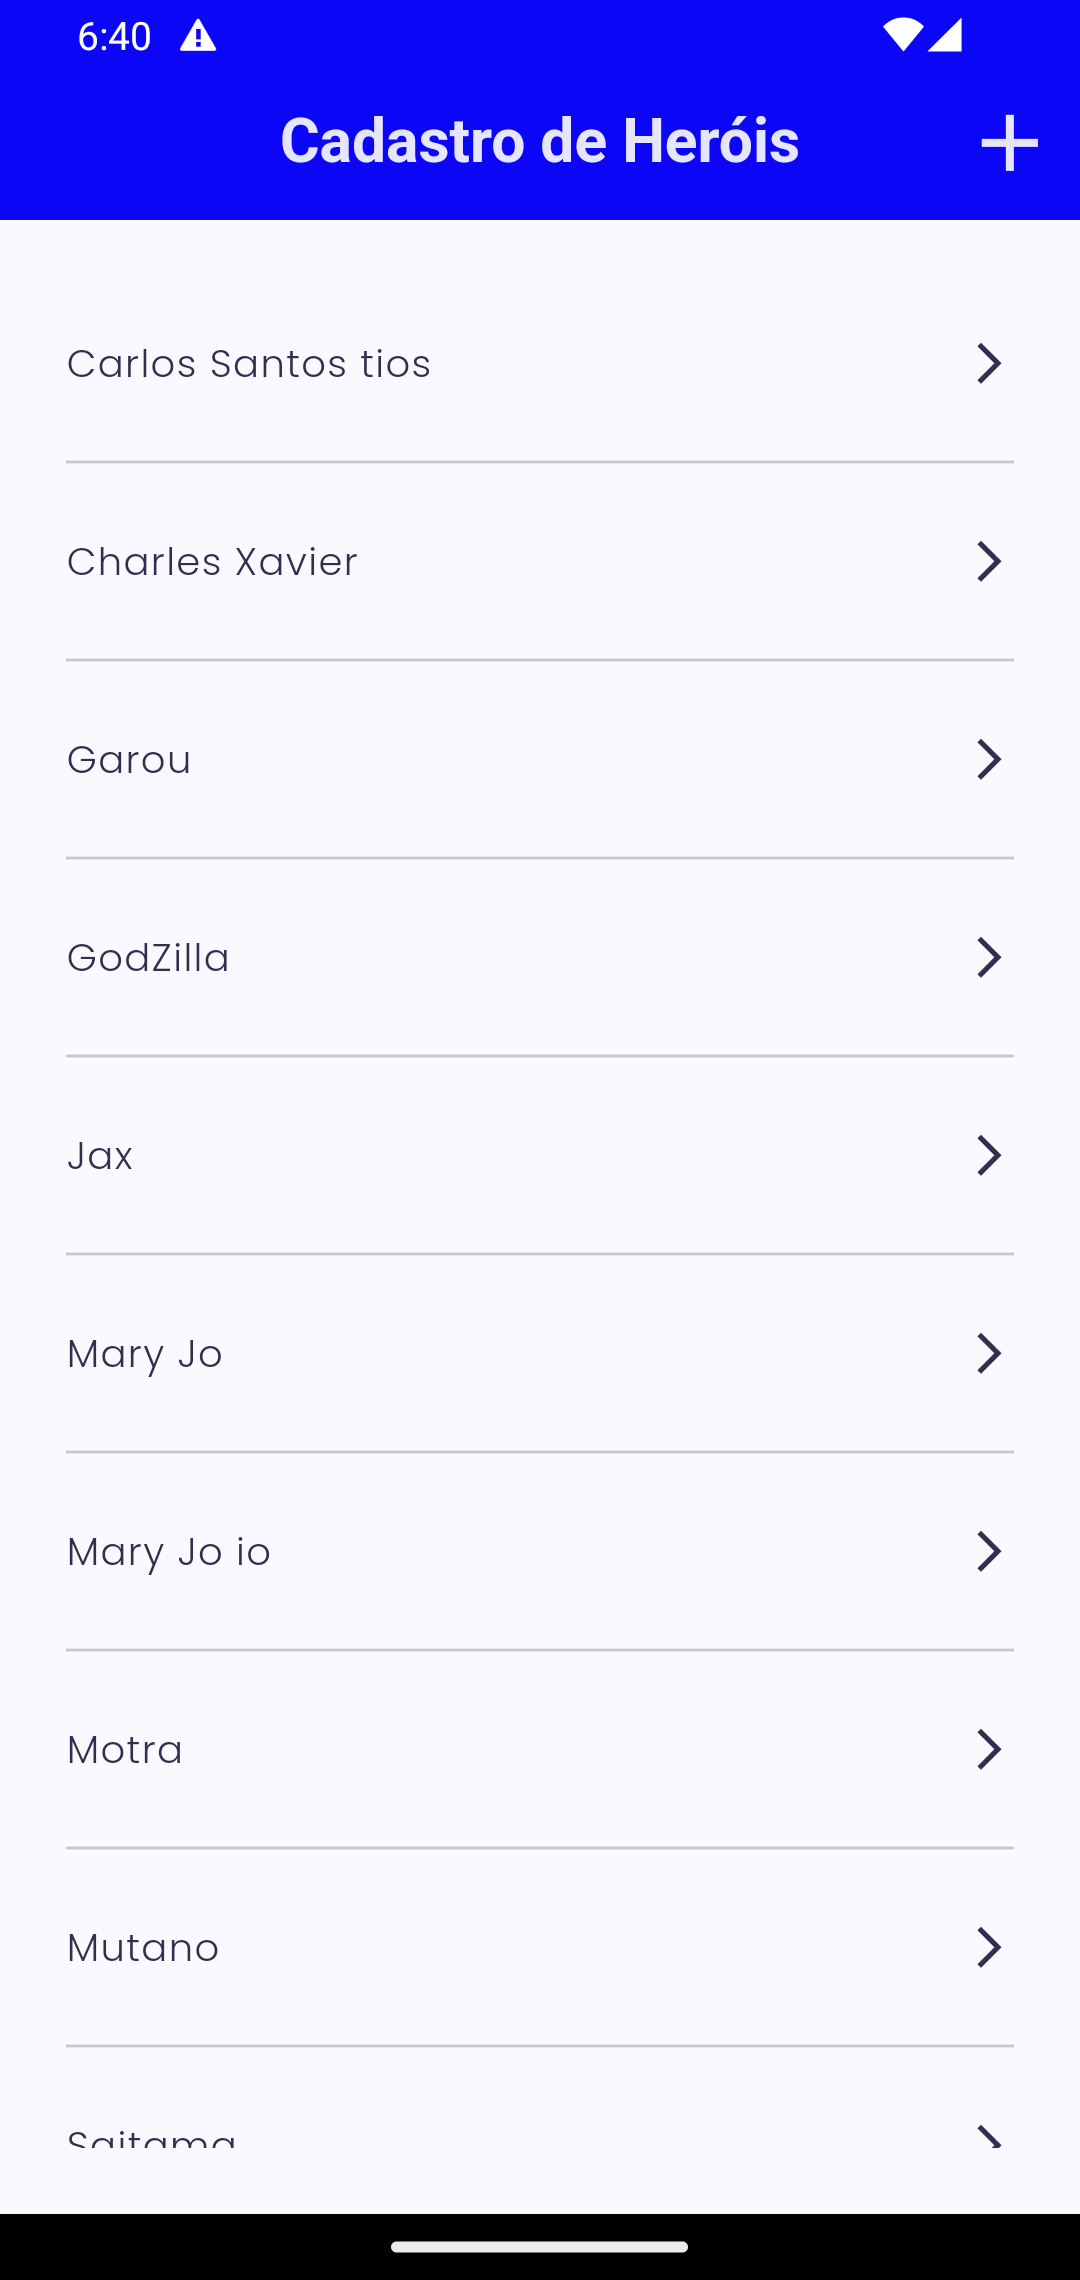 6:40
Cadastro de Heróis
Carlos Santos tios
Charles Xavier
Garou
GodZilla
Jax
Mary Jo
Mary Jo io
Motra
Mutano
Saitama